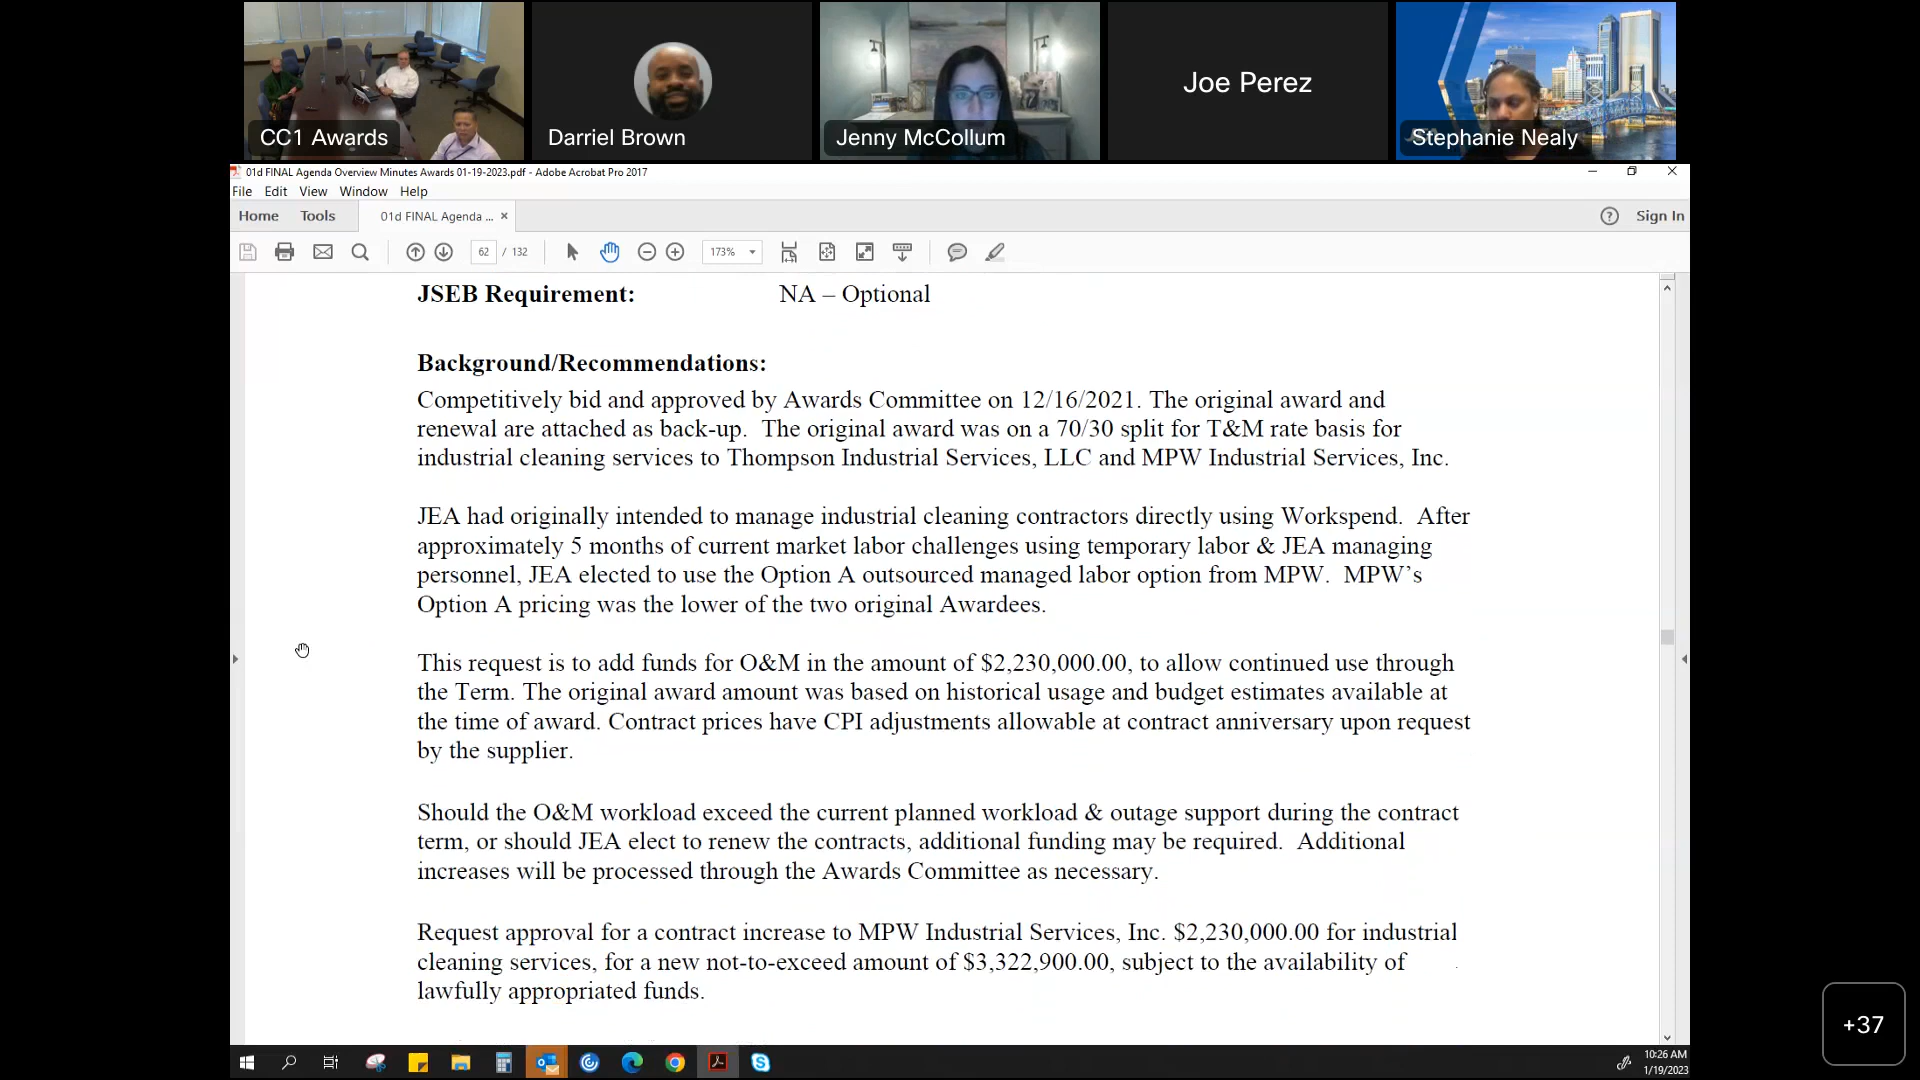 CC1 Awards
Darriel Brown
Jenny McCollum
Joe Perez
Stephanie Nealy
01d FINAL Agenda Overview Minutes Awards 01-19-2023.pdf - Adobe Acrobat Pro 2017
File Edit View Window Help
Home Tools 01d FINAL Agenda ... × Sign In
62 / 132 173%
JSEB Requirement: NA – Optional
Background/Recommendations:
Competitively bid and approved by Awards Committee on 12/16/2021. The original award and
renewal are attached as back-up. The original award was on a 70/30 split for T&M rate basis for
industrial cleaning services to Thompson Industrial Services, LLC and MPW Industrial Services, Inc.
JEA had originally intended to manage industrial cleaning contractors directly using Workspend. After
approximately 5 months of current market labor challenges using temporary labor & JEA managing
personnel, JEA elected to use the Option A outsourced managed labor option from MPW. MPW's
Option A pricing was the lower of the two original Awardees.
This request is to add funds for O&M in the amount of $2,230,000.00, to allow continued use through
the Term. The original award amount was based on historical usage and budget estimates available at
the time of award. Contract prices have CPI adjustments allowable at contract anniversary upon request
by the supplier.
Should the O&M workload exceed the current planned workload & outage support during the contract
term, or should JEA elect to renew the contracts, additional funding may be required. Additional
increases will be processed through the Awards Committee as necessary.
Request approval for a contract increase to MPW Industrial Services, Inc. $2,230,000.00 for industrial
cleaning services, for a new not-to-exceed amount of $3,322,900.00, subject to the availability of
lawfully appropriated funds.
+37
10:26 AM
1/19/2023